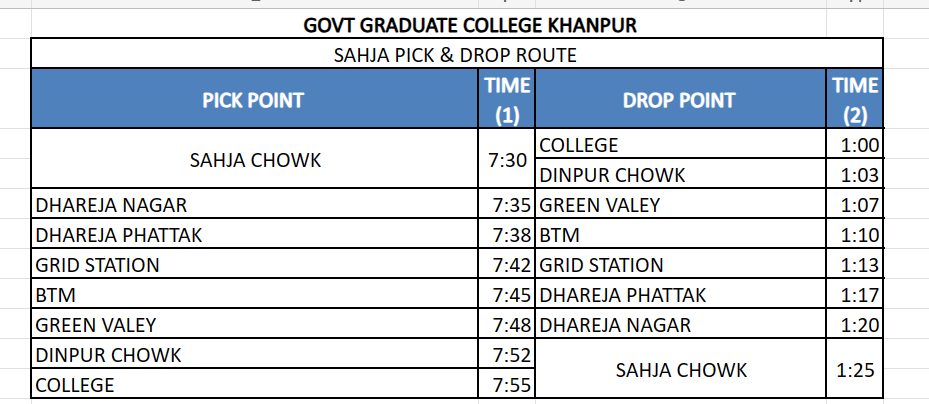 GOVT GRADUATE COLLEGE KHANPUR
SAHJA PICK & DROP ROUTE
PICK POINT TIME (1) DROP POINT TIME (2)
SAHJA CHOWK 7:30 COLLEGE 1:00
DINPUR CHOWK 1:03
DHAREJA NAGAR 7:35 GREEN VALEY 1:07
DHAREJA PHATTAK 7:38 BTM 1:10
GRID STATION 7:42 GRID STATION 1:13
BTM 7:45 DHAREJA PHATTAK 1:17
GREEN VALEY 7:48 DHAREJA NAGAR 1:20
DINPUR CHOWK 7:52 SAHJA CHOWK 1:25
COLLEGE 7:55